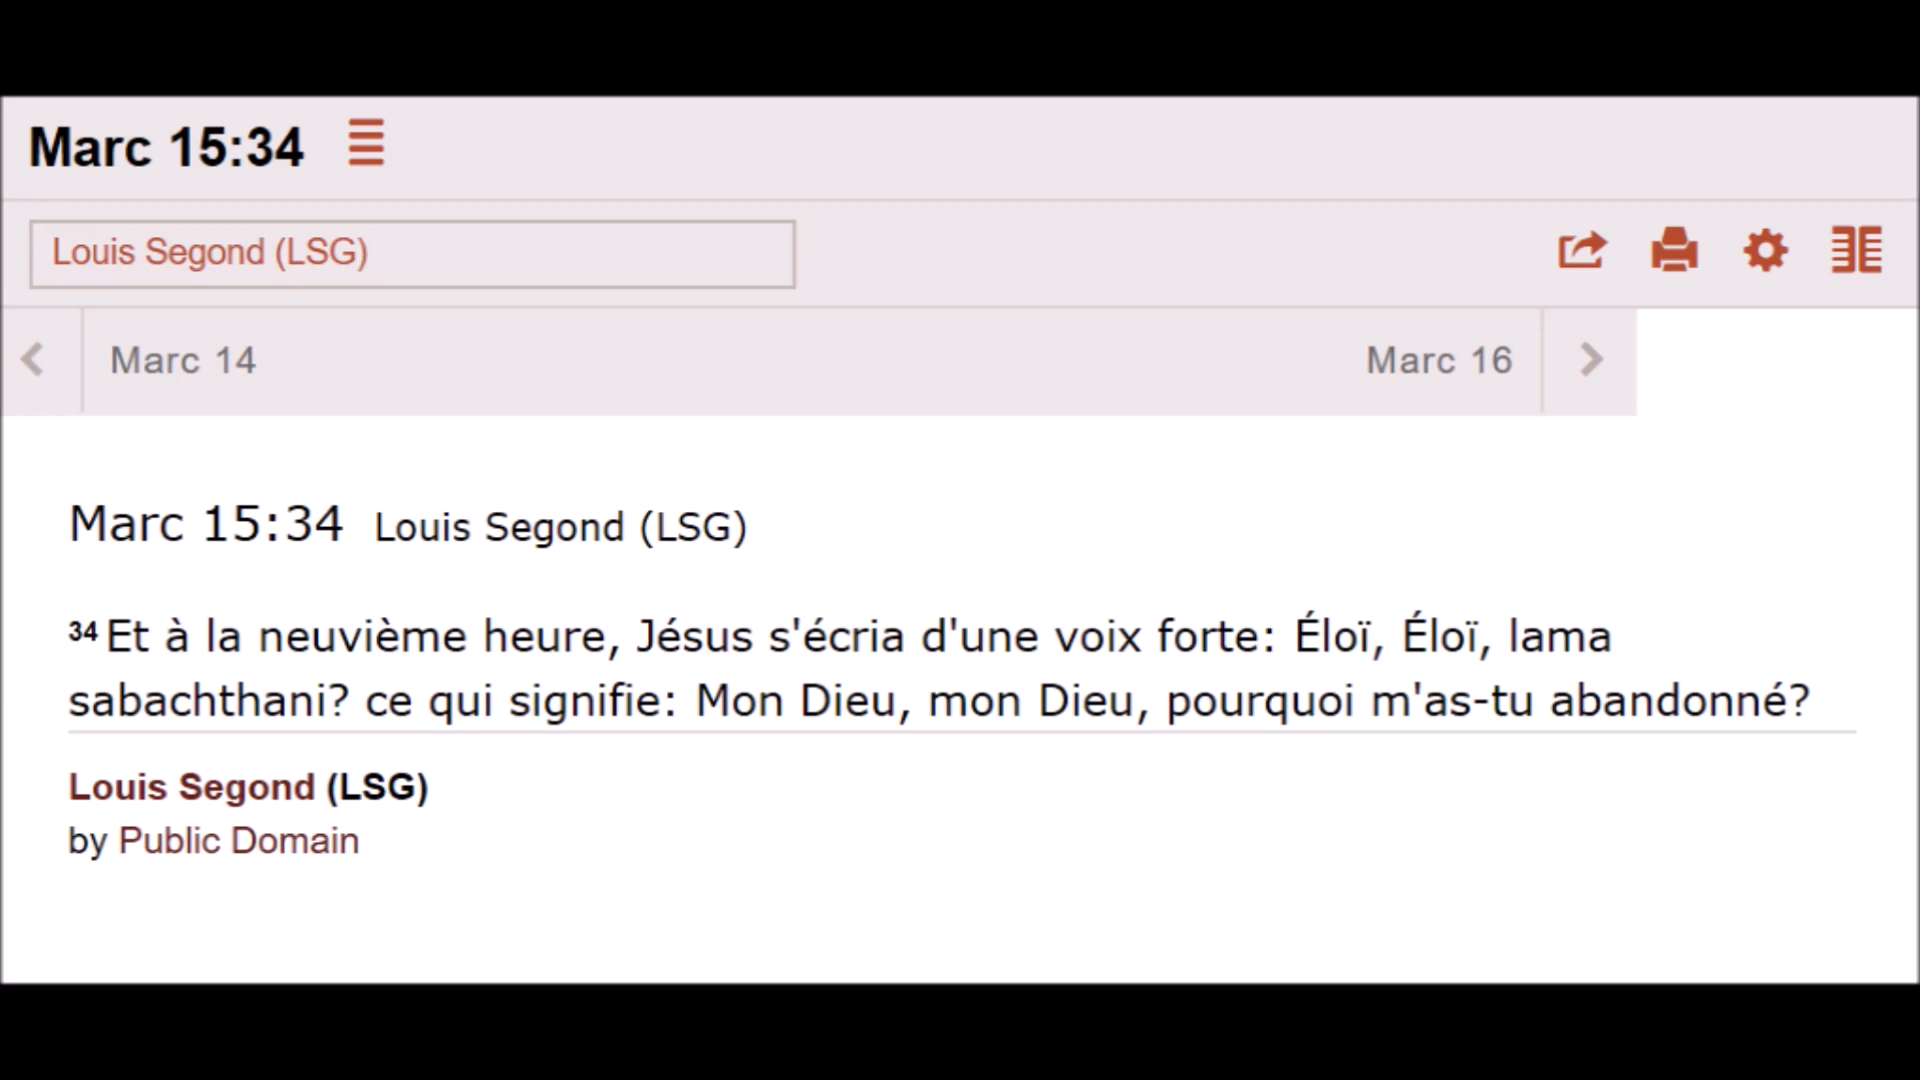 Marc 15:34
Louis Segond (LSG)
Marc 14
Marc 16
Marc 15:34 Louis Segond (LSG)
34 Et à la neuvième heure, Jésus s'écria d'une voix forte: Éloï, Éloï, lama
sabachthani? ce qui signifie: Mon Dieu, mon Dieu, pourquoi m'as-tu abandonné?
Louis Segond (LSG)
by Public Domain